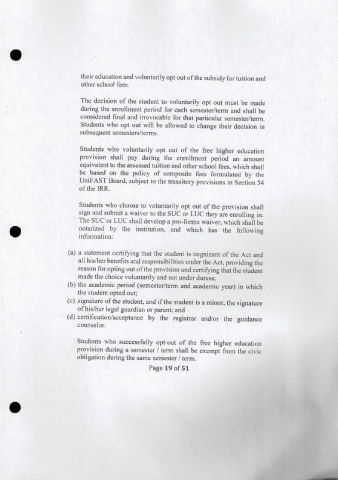 their education and voluntarily opt out of the subsidy for tuition and
other school fees.
The decision of the student to voluntarily opt out must be made
during the enrollment period for each semester/term and shall be
considered final and irrevocable for that particular semester/term.
Students who opt out will be allowed to change their decision in
subsequent semesters/terms.
Students who voluntarily opt out of the free higher education
provision shall pay during the enrollment period an amount
equivalent to the assessed tuition and other school fees, which shall
be based on the policy of composite fees formulated by the
UniFAST Board, subject to the transitory provisions in Section 54
of the IRR.
Students who choose to voluntarily opt out of the provision shall
sign and submit a waiver to the SUC or LUC they are enrolling in.
The SUC or LUC shall develop a pro-forma waiver, which shall be
notarized by the institution, and which has the following
information:
(a) a statement certifying that the student is cognizant of the Act and
all his/her benefits and responsibilities under the Act, providing the
reason for opting out of the provision and certifying that the student
made the choice voluntarily and not under duress;
(b) the academic period (semester/term and academic year) in which
the student opted out;
(c) signature of the student, and if the student is a minor, the signature
of his/her legal guardian or parent; and
(d) certification/acceptance by the registrar and/or the guidance
counselor.
Students who successfully opt-out of the free higher education
provision during a semester / term shall be exempt from the civic
obligation during the same semester / term.
Page 19 of 51